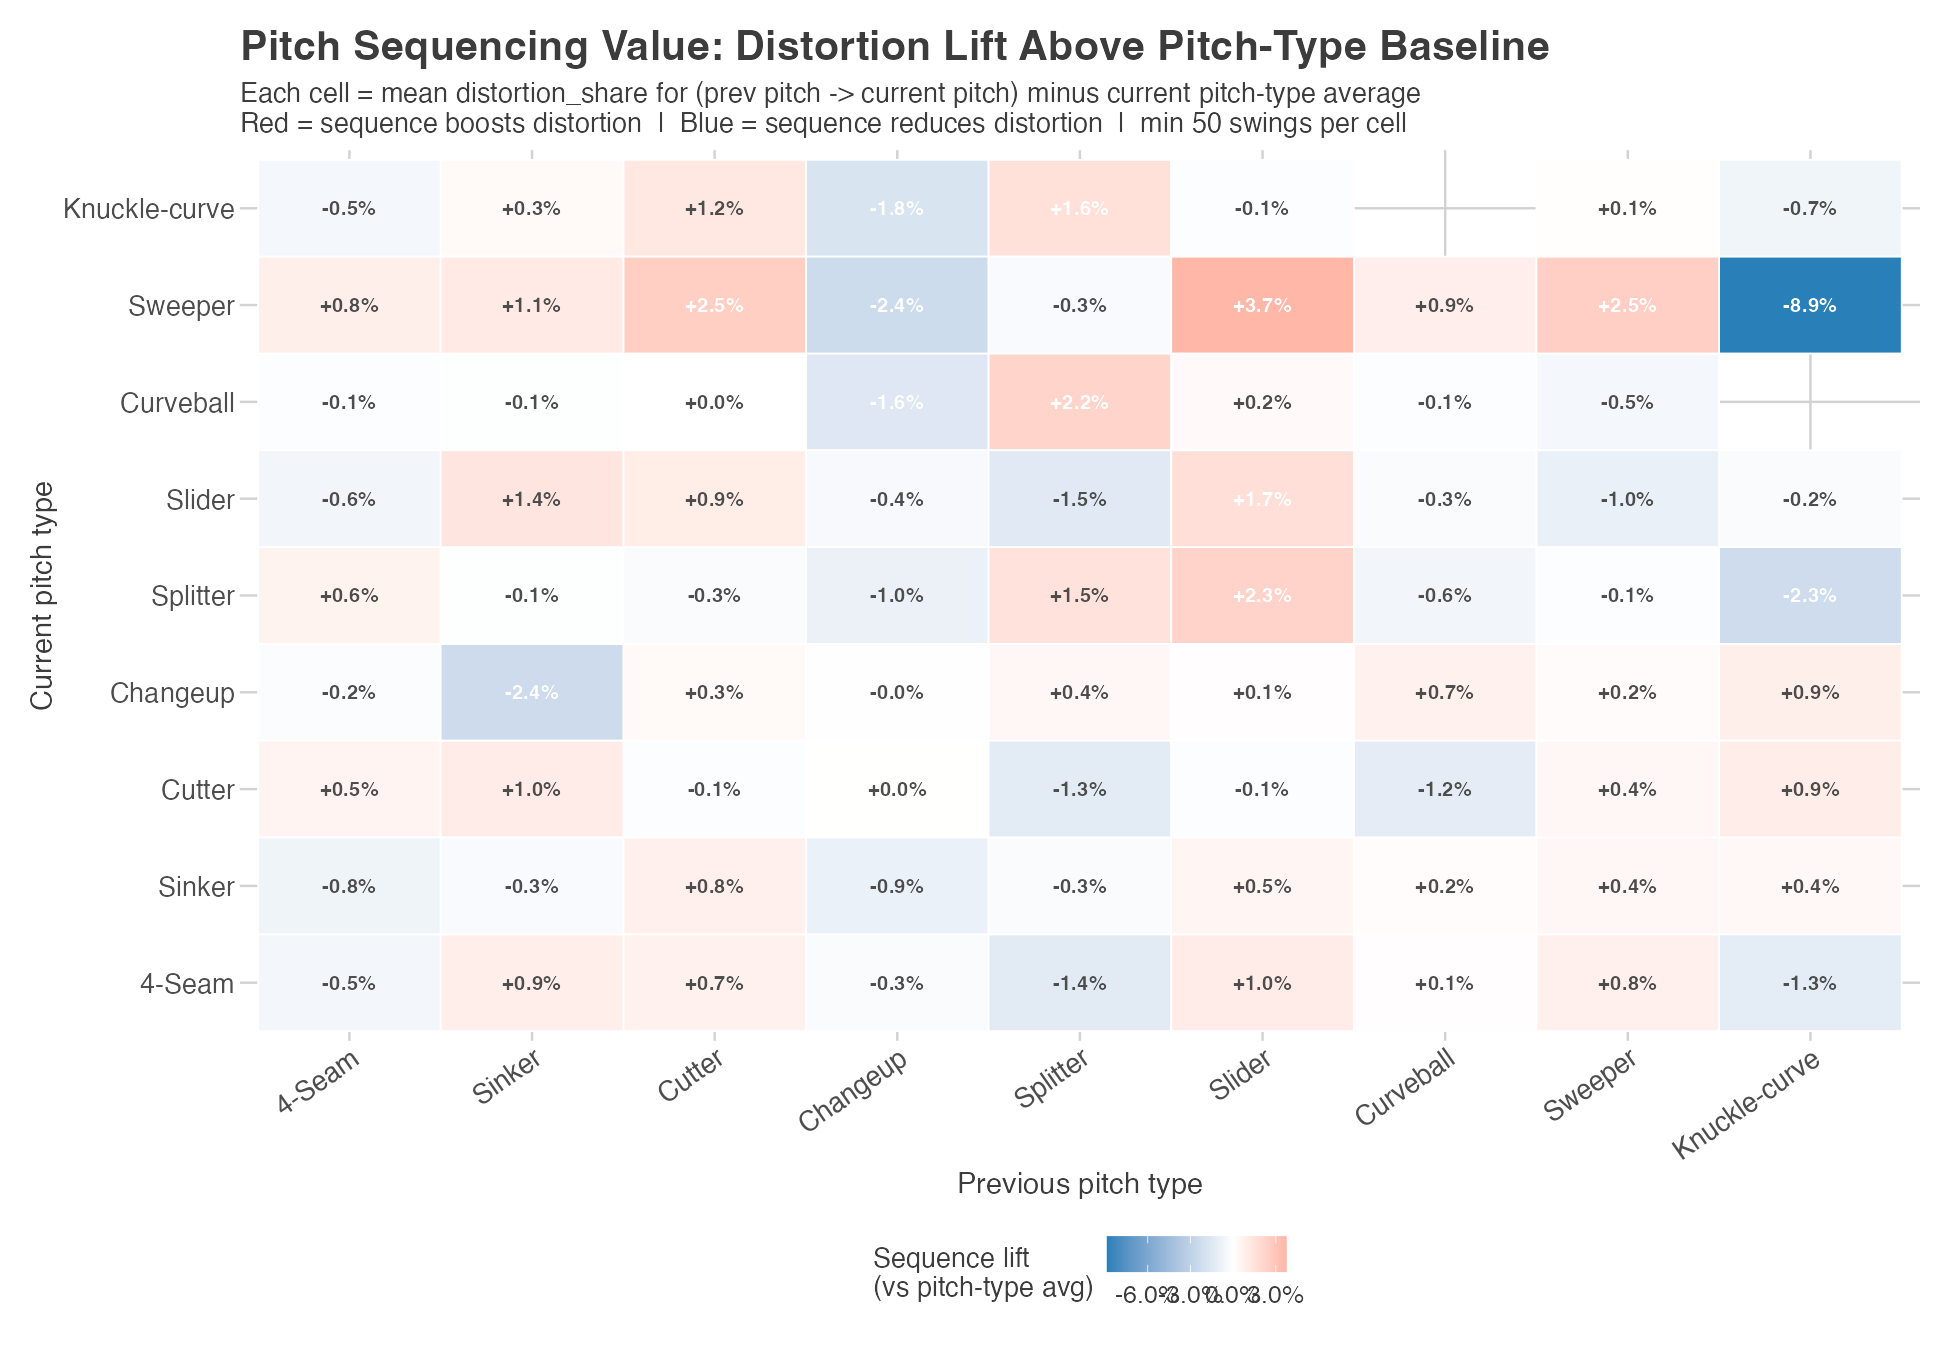 Pitch Sequencing Value: Distortion Lift Above Pitch-Type Baseline
Each cell = mean distortion_share for (prev pitch -> current pitch) minus current pitch-type average
Red = sequence boosts distortion | Blue = sequence reduces distortion | min 50 swings per cell
Current pitch type
Knuckle-curve -0.5% +0.3% +1.2% -1.8% +1.6% -0.1% +0.1% -0.7%
Sweeper +0.8% +1.1% +2.5% -2.4% -0.3% +3.7% +0.9% +2.5% -8.9%
Curveball -0.1% -0.1% +0.0% -1.6% +2.2% +0.2% -0.1% -0.5%
Slider -0.6% +1.4% +0.9% -0.4% -1.5% +1.7% -0.3% -1.0% -0.2%
Splitter +0.6% -0.1% -0.3% -1.0% +1.5% +2.3% -0.6% -0.1% -2.3%
Changeup -0.2% -2.4% +0.3% -0.0% +0.4% +0.1% +0.7% +0.2% +0.9%
Cutter +0.5% +1.0% -0.1% +0.0% -1.3% -0.1% -1.2% +0.4% +0.9%
Sinker -0.8% -0.3% +0.8% -0.9% -0.3% +0.5% +0.2% +0.4% +0.4%
4-Seam -0.5% +0.9% +0.7% -0.3% -1.4% +1.0% +0.1% +0.8% -1.3%
4-Seam Sinker Cutter Changeup Splitter Slider Curveball Sweeper Knuckle-curve
Previous pitch type
Sequence lift
(vs pitch-type avg)
-6.0% -3.0% 0.0% 3.0%